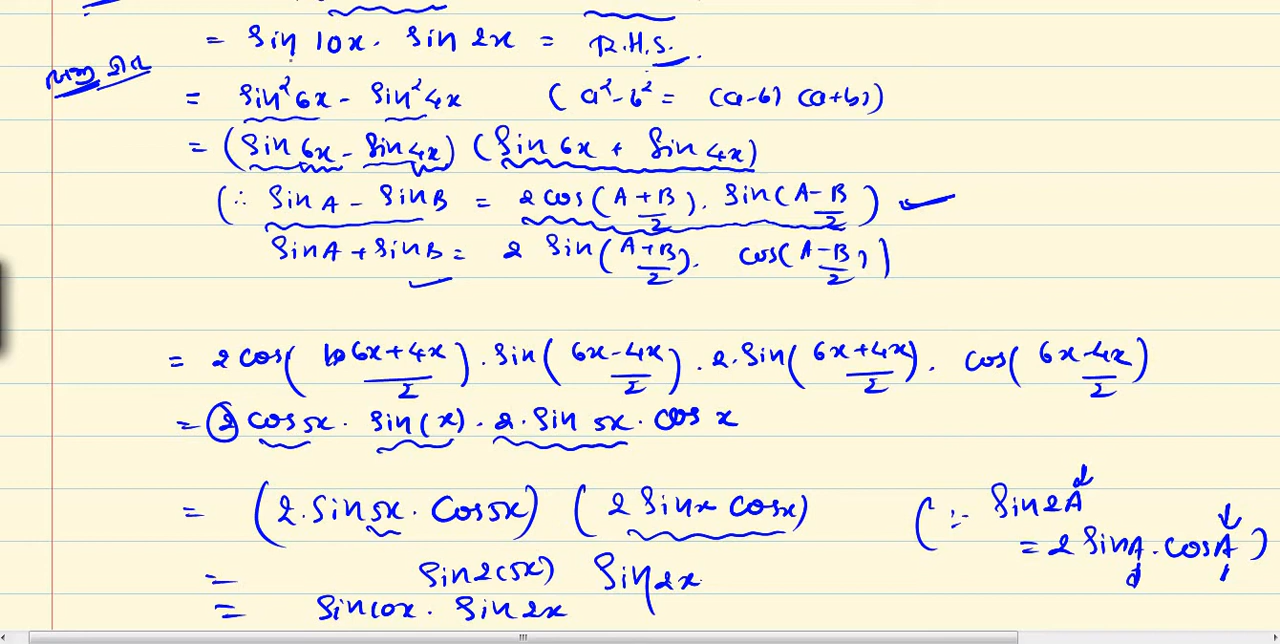 = Sin 10x . Sin 2x = R.H.S.
= Sin²6x - Sin²4x (a²-b² = (a-b) (a+b))
= (Sin 6x - Sin 4x) (Sin 6x + Sin 4x)
(∵ Sin A - Sin B = 2 cos(A+B/2). Sin(A-B/2)
Sin A + Sin B = 2 Sin(A+B/2). cos(A-B/2))
= 2 cos(6x+4x/2) . Sin(6x-4x/2) . 2. Sin(6x+4x/2) . cos(6x-4x/2)
= 2 cos 5x . Sin(x) . 2. Sin 5x . cos x
= (2. Sin 5x . Cos 5x) (2 Sin x cos x) (∵ Sin 2A
= 2 Sin A . cos A)
= Sin 2(5x) Sin 2x
= Sin 10x . Sin 2x